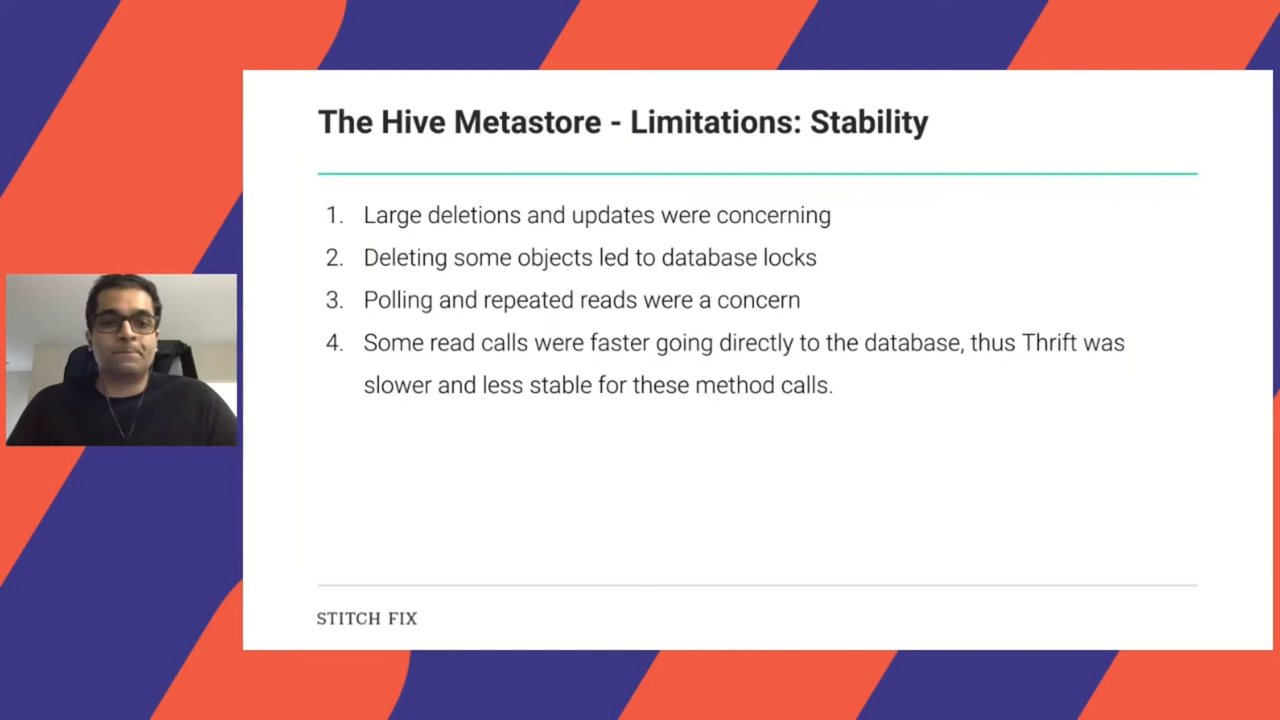 The Hive Metastore - Limitations: Stability
1. Large deletions and updates were concerning
2. Deleting some objects led to database locks
3. Polling and repeated reads were a concern
4. Some read calls were faster going directly to the database, thus Thrift was
slower and less stable for these method calls.
STITCH FIX